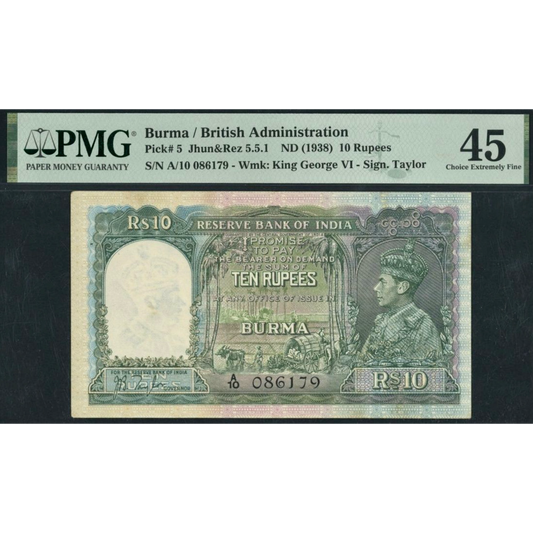 PMG
PAPER MONEY GUARANTY
Burma / British Administration
Pick# 5 Jhun&Rez 5.5.1 ND (1938) 10 Rupees
S/N A/10 086179 - Wmk: King George VI - Sign. Taylor
45
Choice Extremely Fine
Rs10
RESERVE BANK OF INDIA
I PROMISE
TO PAY
THE BEARER ON DEMAND
THE SUM OF
TEN RUPEES
AT ANY OFFICE OF ISSUE IN
BURMA
A/10 086179
FOR THE RESERVE BANK OF INDIA
GOVERNOR
Rs10